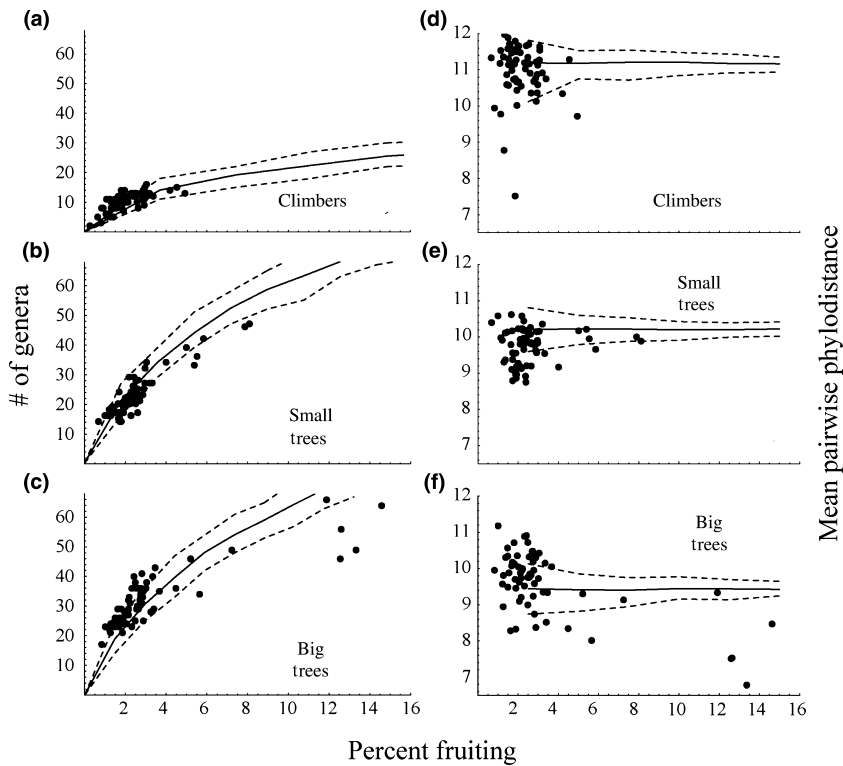 (a)
60
50
40
30
20
10
Climbers
(d)
12
11
10
9
8
7
Climbers
(b)
60
50
40
30
20
10
Small
trees
(e)
12
11
10
9
8
7
Small
trees
(c)
60
50
40
30
20
10
Big
trees
2 4 6 8 10 12 14 16
(f)
12
11
10
9
8
7
Big
trees
2 4 6 8 10 12 14 16
# of genera
Mean pairwise phylodistance
Percent fruiting